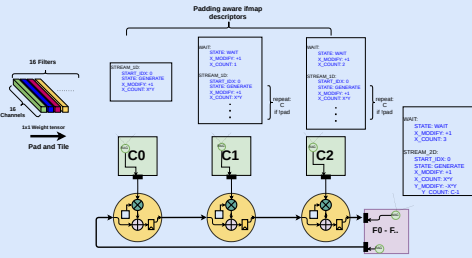 Padding aware ifmap
descriptors
16 Filters
16
Channels
1x1 Weight tensor
Pad and Tile
STREAM_1D:
START_IDX: 0
STATE: GENERATE
X_MODIFY: +1
X_COUNT: X*Y
WAIT:
STATE: WAIT
X_MODIFY: +1
X_COUNT: 1
STREAM_1D:
START_IDX: 0
STATE: GENERATE
X_MODIFY: +1
X_COUNT: X*Y
repeat:
C
if !pad
WAIT:
STATE: WAIT
X_MODIFY: +1
X_COUNT 2
STREAM_1D:
START_IDX: 0
STATE: GENERATE
X_MODIFY: +1
X_COUNT: X*Y
repeat:
C
if !pad
WAIT:
STATE: WAIT
X_MODIFY: +1
X_COUNT: 3
STREAM_2D:
START_IDX: 0
STATE: GENERATE
X_MODIFY: +1
X_COUNT: X*Y
Y_MODIFY: -X*Y
Y_COUNT: C-1
C0
C1
C2
F0 - F..